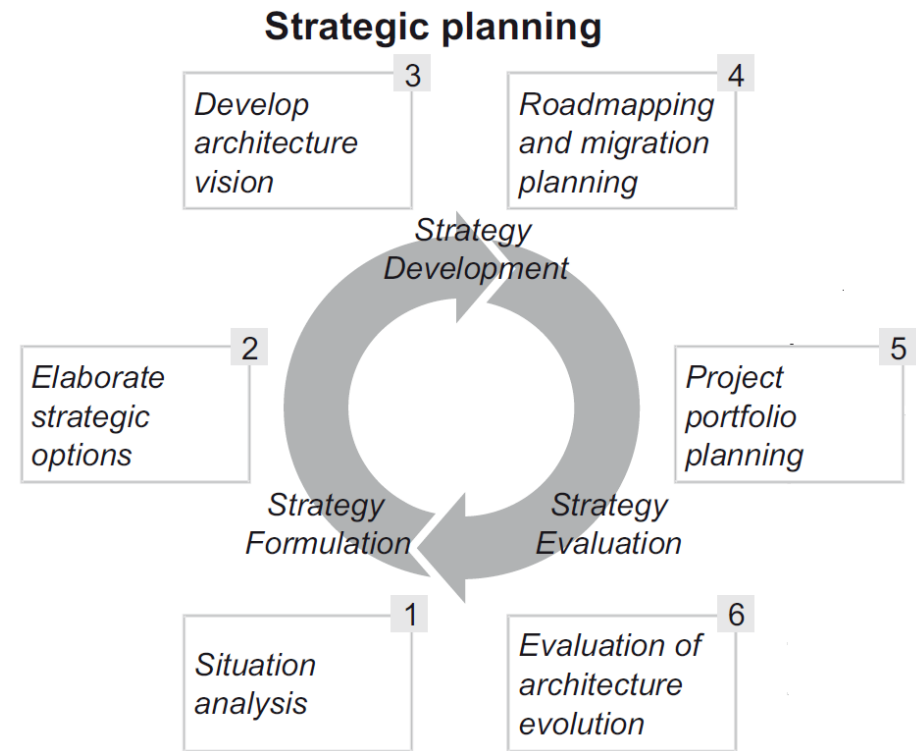 Strategic planning
3
Develop
architecture
vision
4
Roadmapping
and migration
planning
Strategy
Development
2
Elaborate
strategic
options
5
Project
portfolio
planning
Strategy
Formulation
Strategy
Evaluation
1
Situation
analysis
6
Evaluation of
architecture
evolution